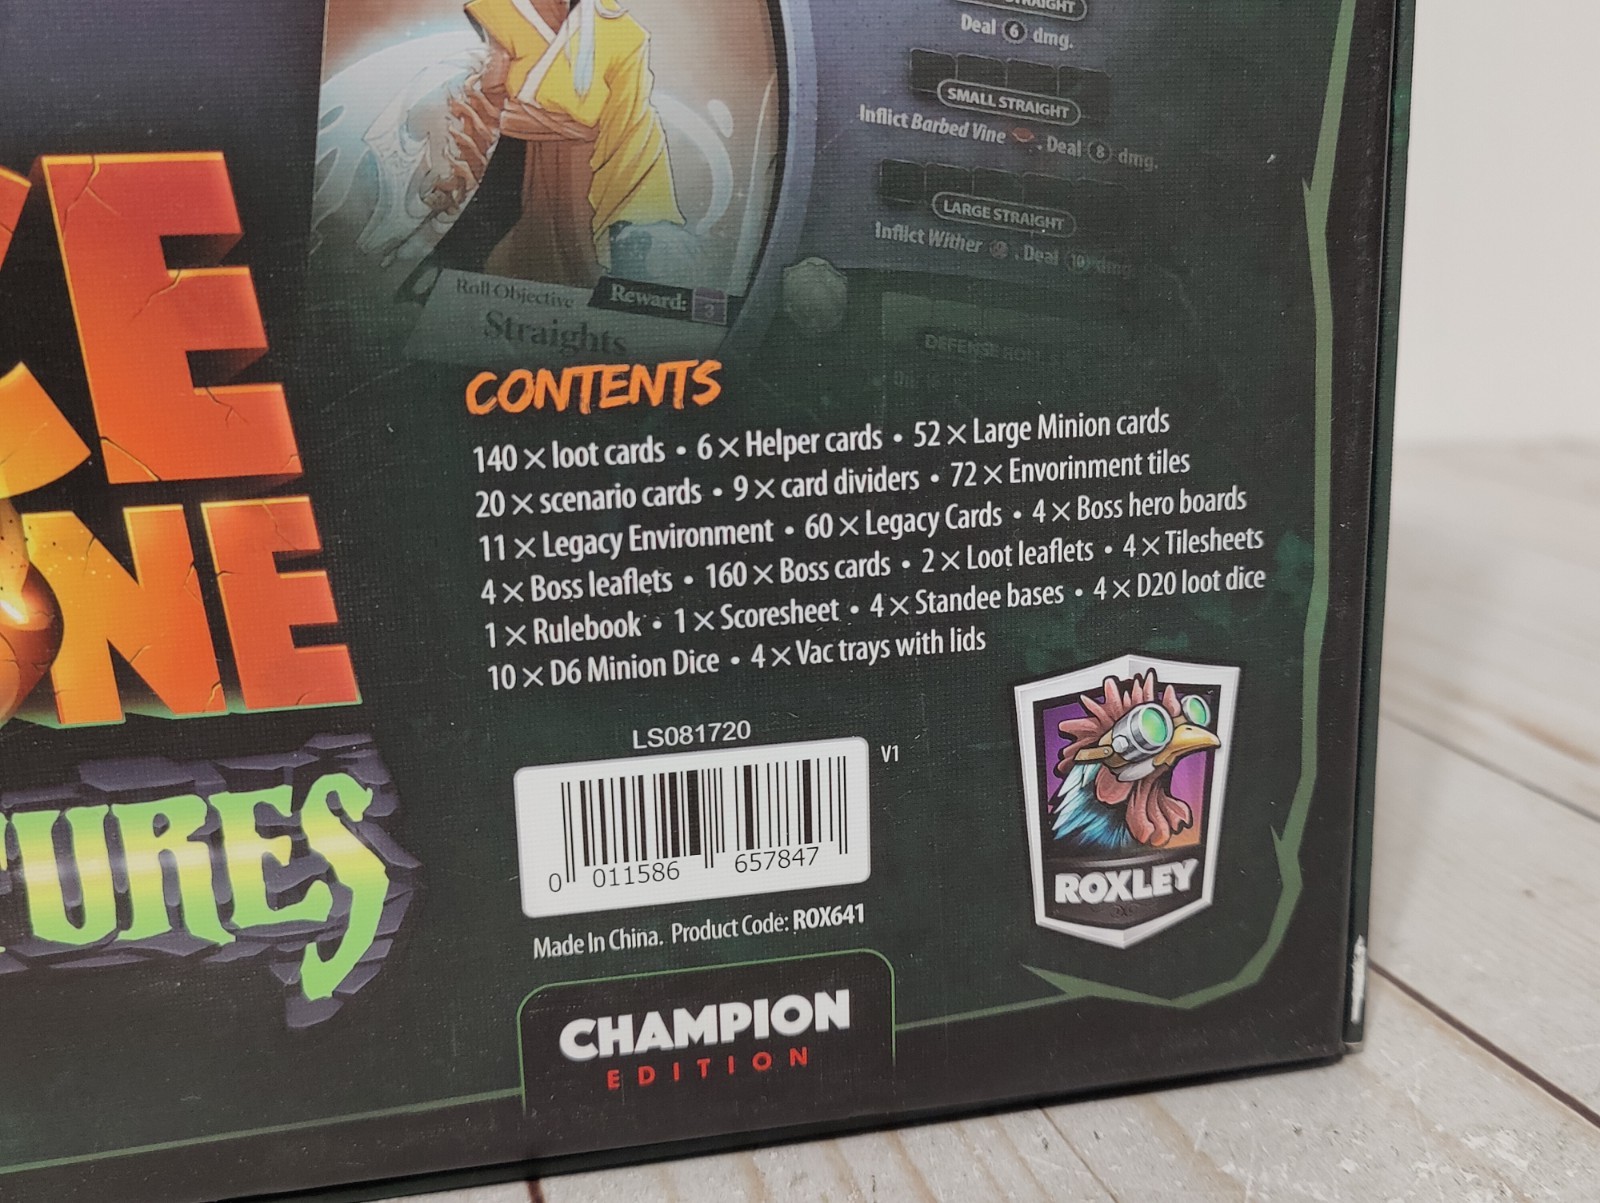 Deal 6 dmg.
SMALL STRAIGHT
Inflict Barbed Vine . Deal 8 dmg.
LARGE STRAIGHT
Inflict Wither . Deal 10 dmg.
DEFENSE ROLL
Roll Objective Reward: 3
Straights
CONTENTS
140 × loot cards • 6 × Helper cards • 52 × Large Minion cards
20 × scenario cards • 9 × card dividers • 72 × Envorinment tiles
11 × Legacy Environment • 60 × Legacy Cards • 4 × Boss hero boards
4 × Boss leaflets • 160 × Boss cards • 2 × Loot leaflets • 4 × Tilesheets
1 × Rulebook • 1 × Scoresheet • 4 × Standee bases • 4 × D20 loot dice
10 × D6 Minion Dice • 4 × Vac trays with lids
LS081720
V1
0 011586 657847
Made In China. Product Code: ROX641
ROXLEY
CHAMPION
EDITION
NE
TURES